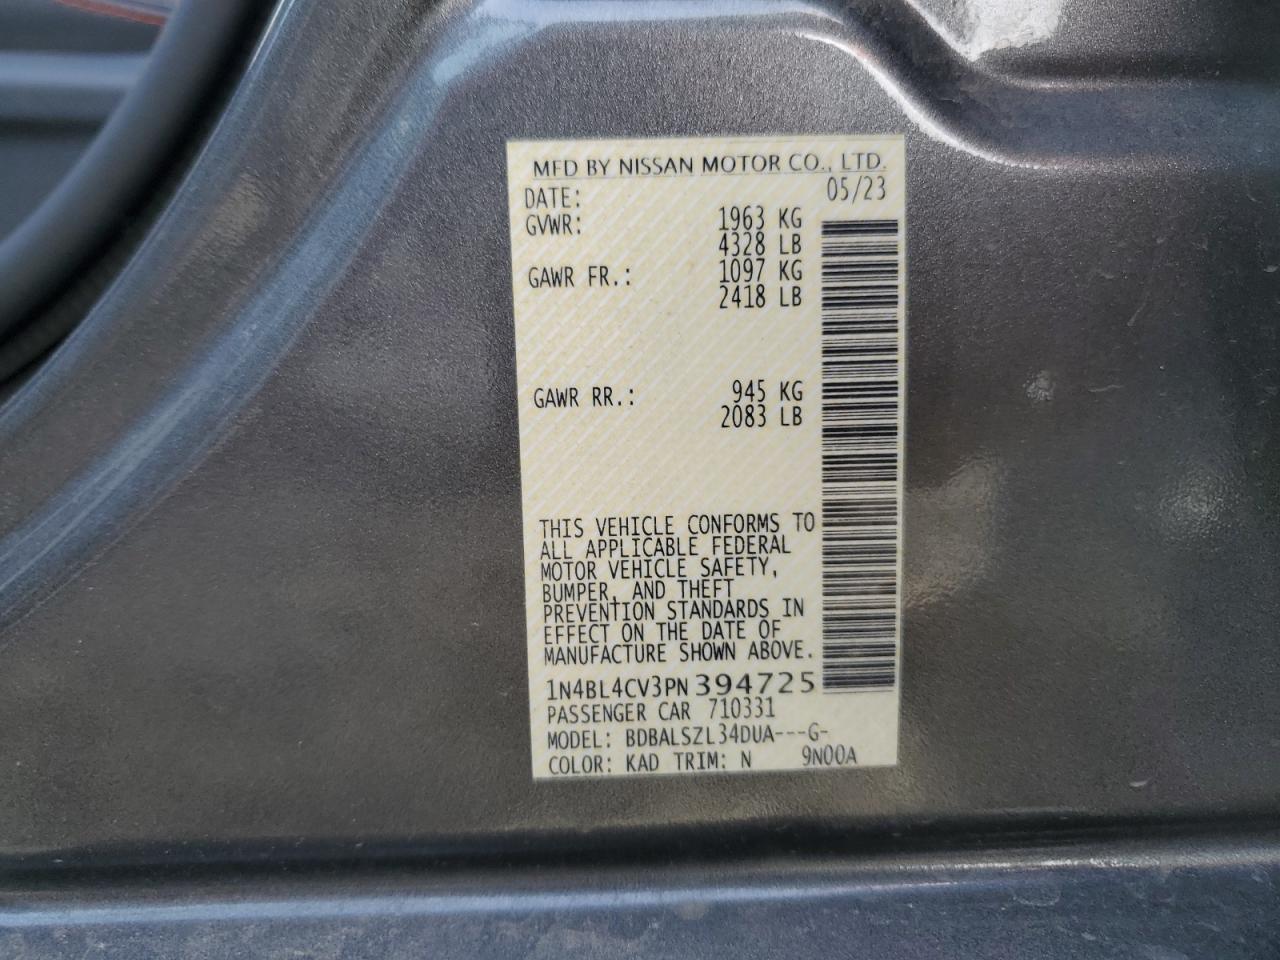 MFD BY NISSAN MOTOR CO., LTD.
DATE: 05/23
GVWR: 1963 KG
4328 LB
GAWR FR.: 1097 KG
2418 LB
GAWR RR.: 945 KG
2083 LB
THIS VEHICLE CONFORMS TO
ALL APPLICABLE FEDERAL
MOTOR VEHICLE SAFETY,
BUMPER, AND THEFT
PREVENTION STANDARDS IN
EFFECT ON THE DATE OF
MANUFACTURE SHOWN ABOVE.
1N4BL4CV3PN394725
PASSENGER CAR 710331
MODEL: BDBALSZL34DUA---G-
COLOR: KAD TRIM: N 9N00A